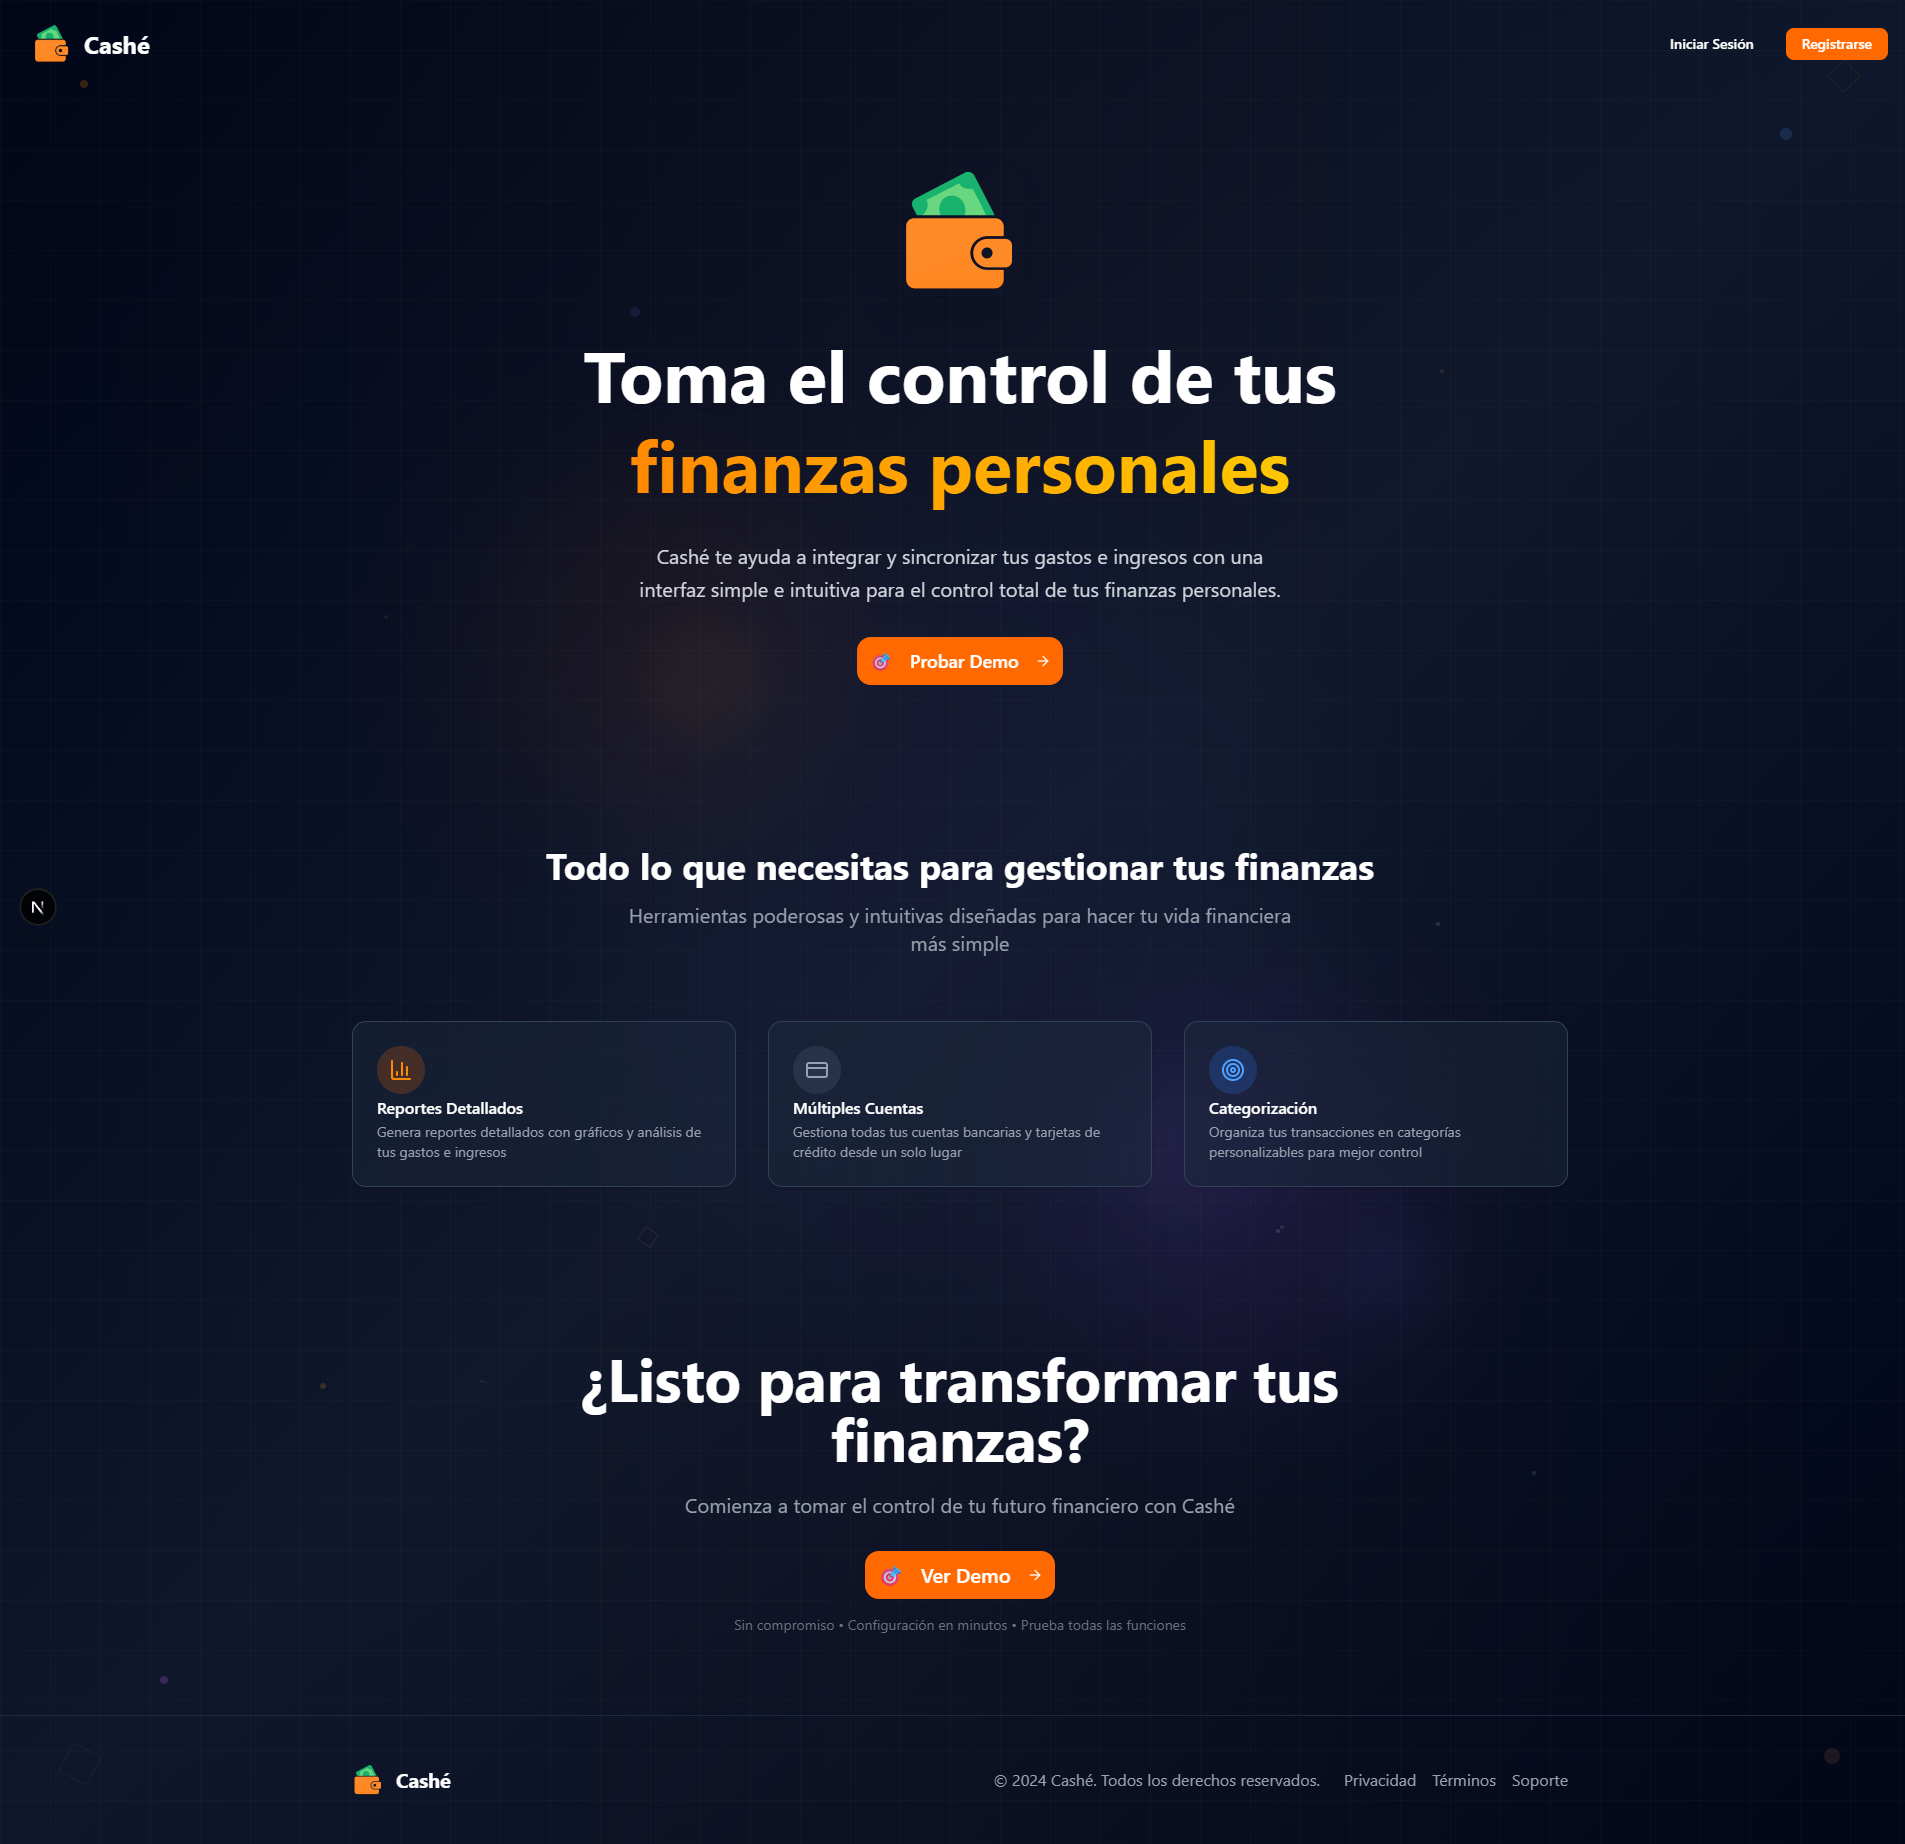 Cashé
Iniciar Sesión
Registrarse
Toma el control de tus
finanzas personales
Cashé te ayuda a integrar y sincronizar tus gastos e ingresos con una
interfaz simple e intuitiva para el control total de tus finanzas personales.
Probar Demo
Todo lo que necesitas para gestionar tus finanzas
Herramientas poderosas y intuitivas diseñadas para hacer tu vida financiera
más simple
N
Reportes Detallados
Genera reportes detallados con gráficos y análisis de
tus gastos e ingresos
Múltiples Cuentas
Gestiona todas tus cuentas bancarias y tarjetas de
crédito desde un solo lugar
Categorización
Organiza tus transacciones en categorías
personalizables para mejor control
¿Listo para transformar tus
finanzas?
Comienza a tomar el control de tu futuro financiero con Cashé
Ver Demo
Sin compromiso • Configuración en minutos • Prueba todas las funciones
Cashé
© 2024 Cashé. Todos los derechos reservados.
Privacidad
Términos
Soporte